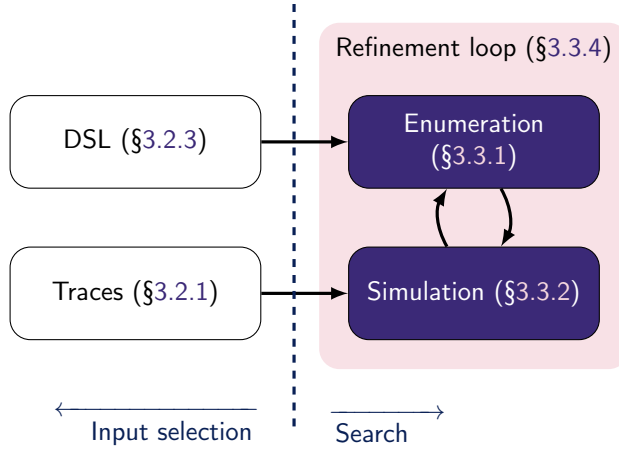 Refinement loop (§3.3.4)
DSL (§3.2.3)
Enumeration
(§3.3.1)
Traces (§3.2.1)
Simulation (§3.3.2)
Input selection
Search